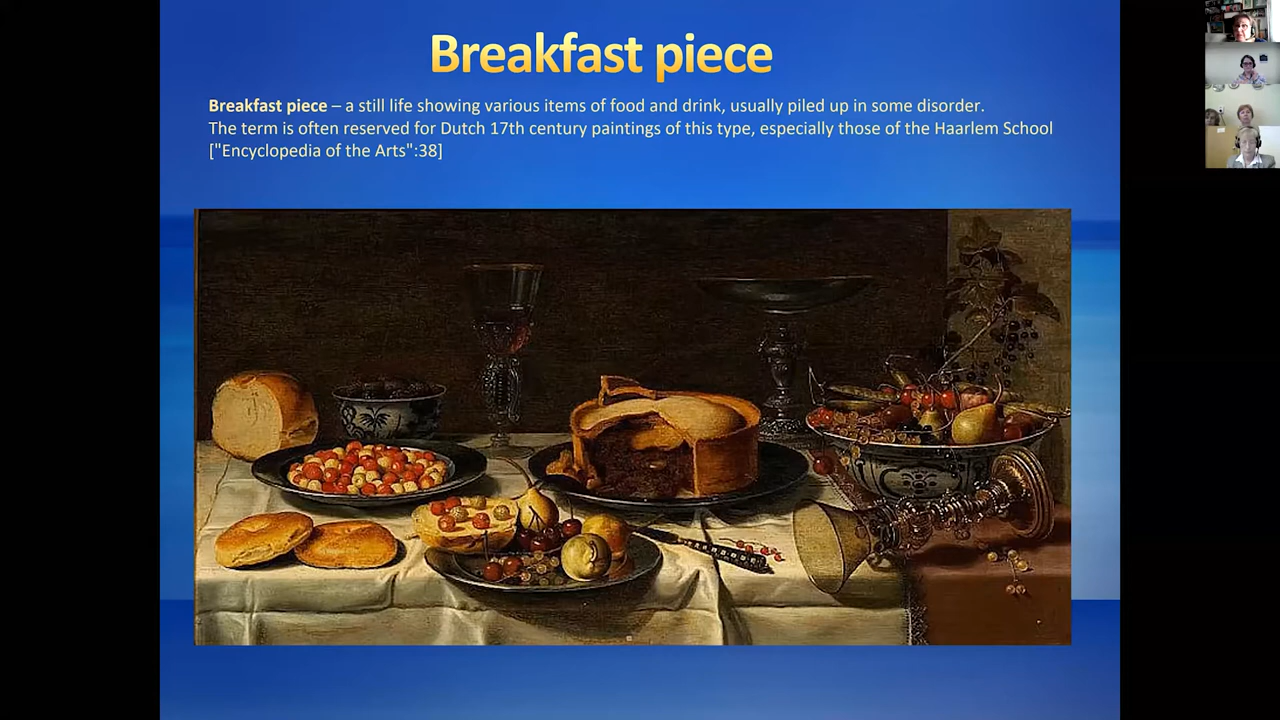 Breakfast piece
Breakfast piece – a still life showing various items of food and drink, usually piled up in some disorder.
The term is often reserved for Dutch 17th century paintings of this type, especially those of the Haarlem School
["Encyclopedia of the Arts":38]